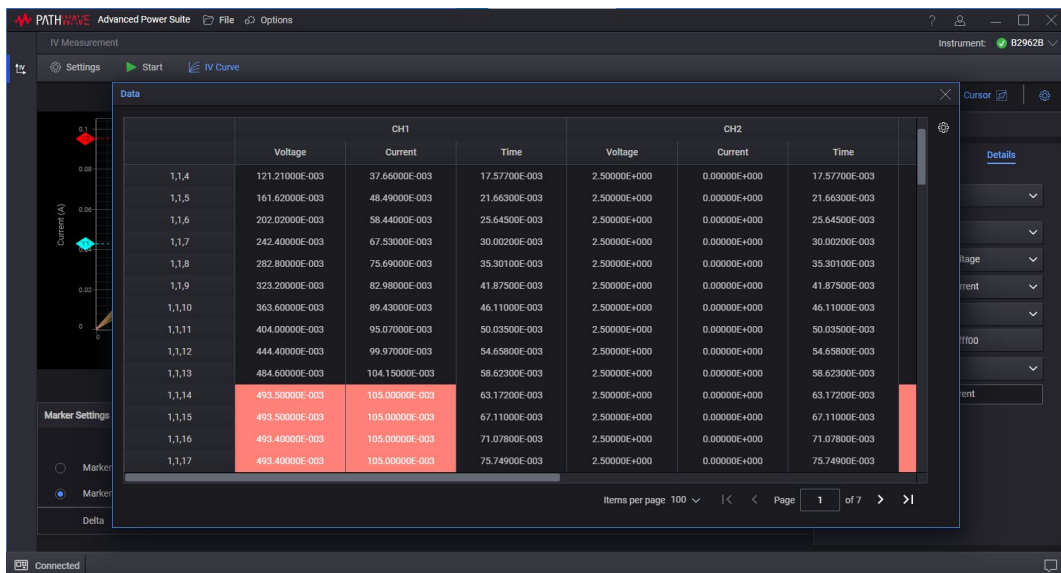 PATHWAVE Advanced Power Suite File Options ?
IV Measurement Instrument: B2962B
IV Settings Start IV Curve
Data Cursor
CH1 CH2
0.1 Voltage Current Time Voltage Current Time Details
1,1,4 121.21000E-003 37.66000E-003 17.57700E-003 2.50000E+000 0.00000E+000 17.57700E-003
0.08
1,1,5 161.62000E-003 48.49000E-003 21.66300E-003 2.50000E+000 0.00000E+000 21.66300E-003
Current (A)
0.06 1,1,6 202.02000E-003 58.44000E-003 25.64500E-003 2.50000E+000 0.00000E+000 25.64500E-003
1,1,7 242.40000E-003 67.53000E-003 30.00200E-003 2.50000E+000 0.00000E+000 30.00200E-003
1,1,8 282.80000E-003 75.69000E-003 35.30100E-003 2.50000E+000 0.00000E+000 35.30100E-003 ltage
0.02 1,1,9 323.20000E-003 82.98000E-003 41.87500E-003 2.50000E+000 0.00000E+000 41.87500E-003 rrent
1,1,10 363.60000E-003 89.43000E-003 46.11000E-003 2.50000E+000 0.00000E+000 46.11000E-003
0 1,1,11 404.00000E-003 95.07000E-003 50.03500E-003 2.50000E+000 0.00000E+000 50.03500E-003
0 1,1,12 444.40000E-003 99.97000E-003 54.65800E-003 2.50000E+000 0.00000E+000 54.65800E-003 fff00
1,1,13 484.60000E-003 104.15000E-003 58.62300E-003 2.50000E+000 0.00000E+000 58.62300E-003
1,1,14 493.50000E-003 105.00000E-003 63.17200E-003 2.50000E+000 0.00000E+000 63.17200E-003 rent
Marker Settings 1,1,15 493.50000E-003 105.00000E-003 67.11000E-003 2.50000E+000 0.00000E+000 67.11000E-003
1,1,16 493.40000E-003 105.00000E-003 71.07800E-003 2.50000E+000 0.00000E+000 71.07800E-003
Marker 1,1,17 493.40000E-003 105.00000E-003 75.74900E-003 2.50000E+000 0.00000E+000 75.74900E-003
Marker Items per page 100 Page 1 of 7
Delta
Connected